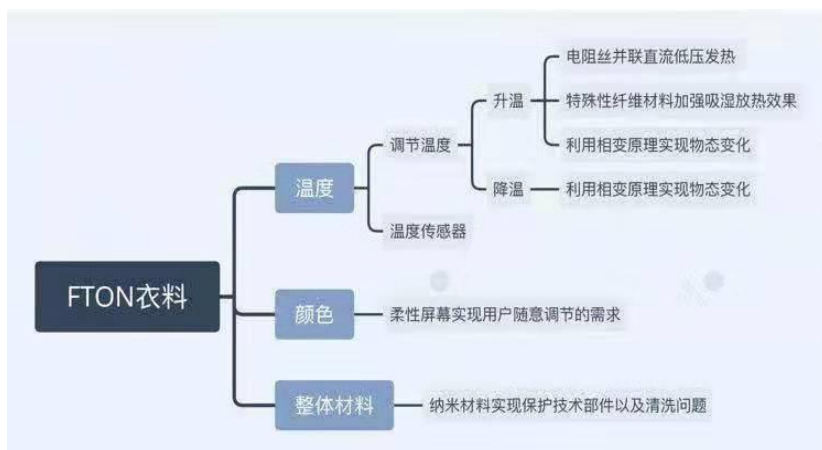 电阻丝并联直流低压发热
升温
特殊性纤维材料加强吸湿放热效果
调节温度
利用相变原理实现物态变化
温度
降温
利用相变原理实现物态变化
温度传感器
FTON衣料
颜色
柔性屏幕实现用户随意调节的需求
整体材料
纳米材料实现保护技术部件以及清洗问题